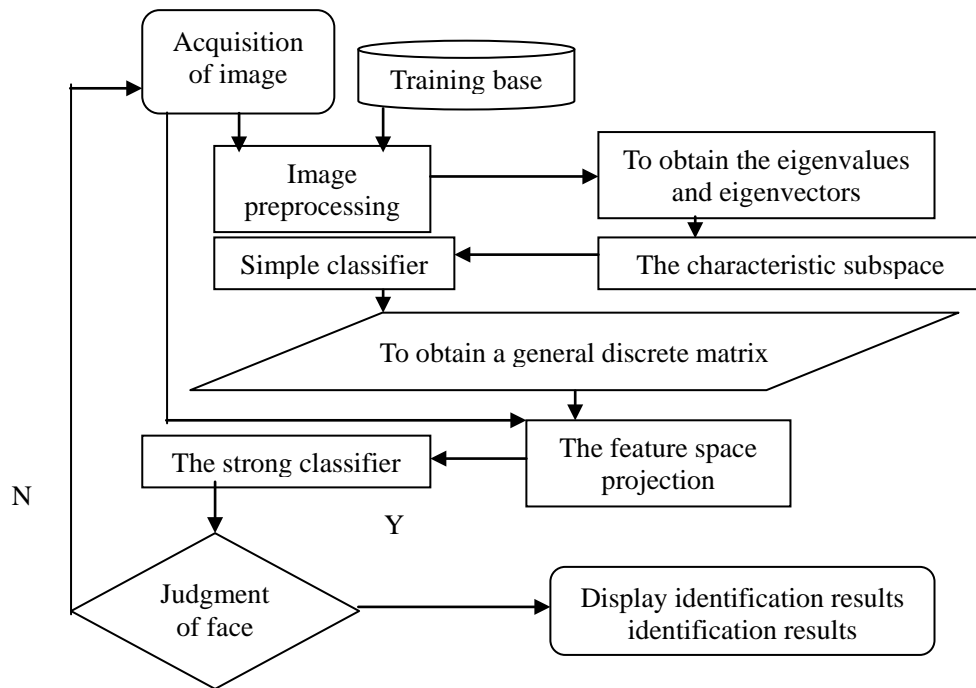 Acquisition
of image
Training base
Image
preprocessing
To obtain the eigenvalues
and eigenvectors
Simple classifier
The characteristic subspace
To obtain a general discrete matrix
The strong classifier
The feature space
projection
N
Y
Judgment
of face
Display identification results
identification results